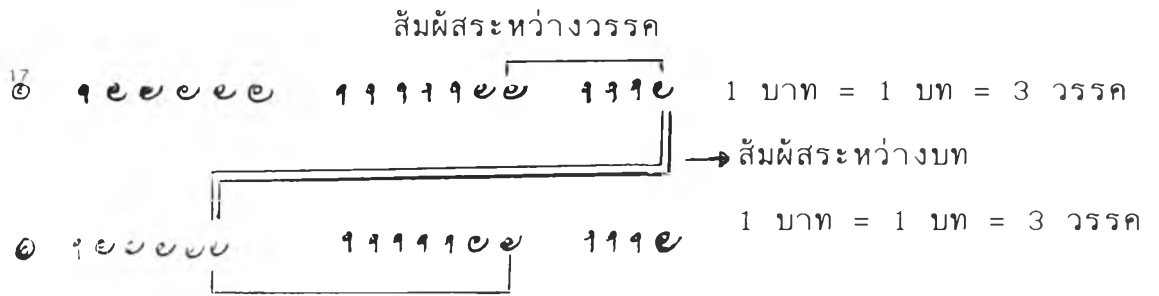 สัมผัสระหว่างวรรค
17
1 บาท = 1 บท = 3 วรรค
สัมผัสระหว่างบท
1 บาท = 1 บท = 3 วรรค